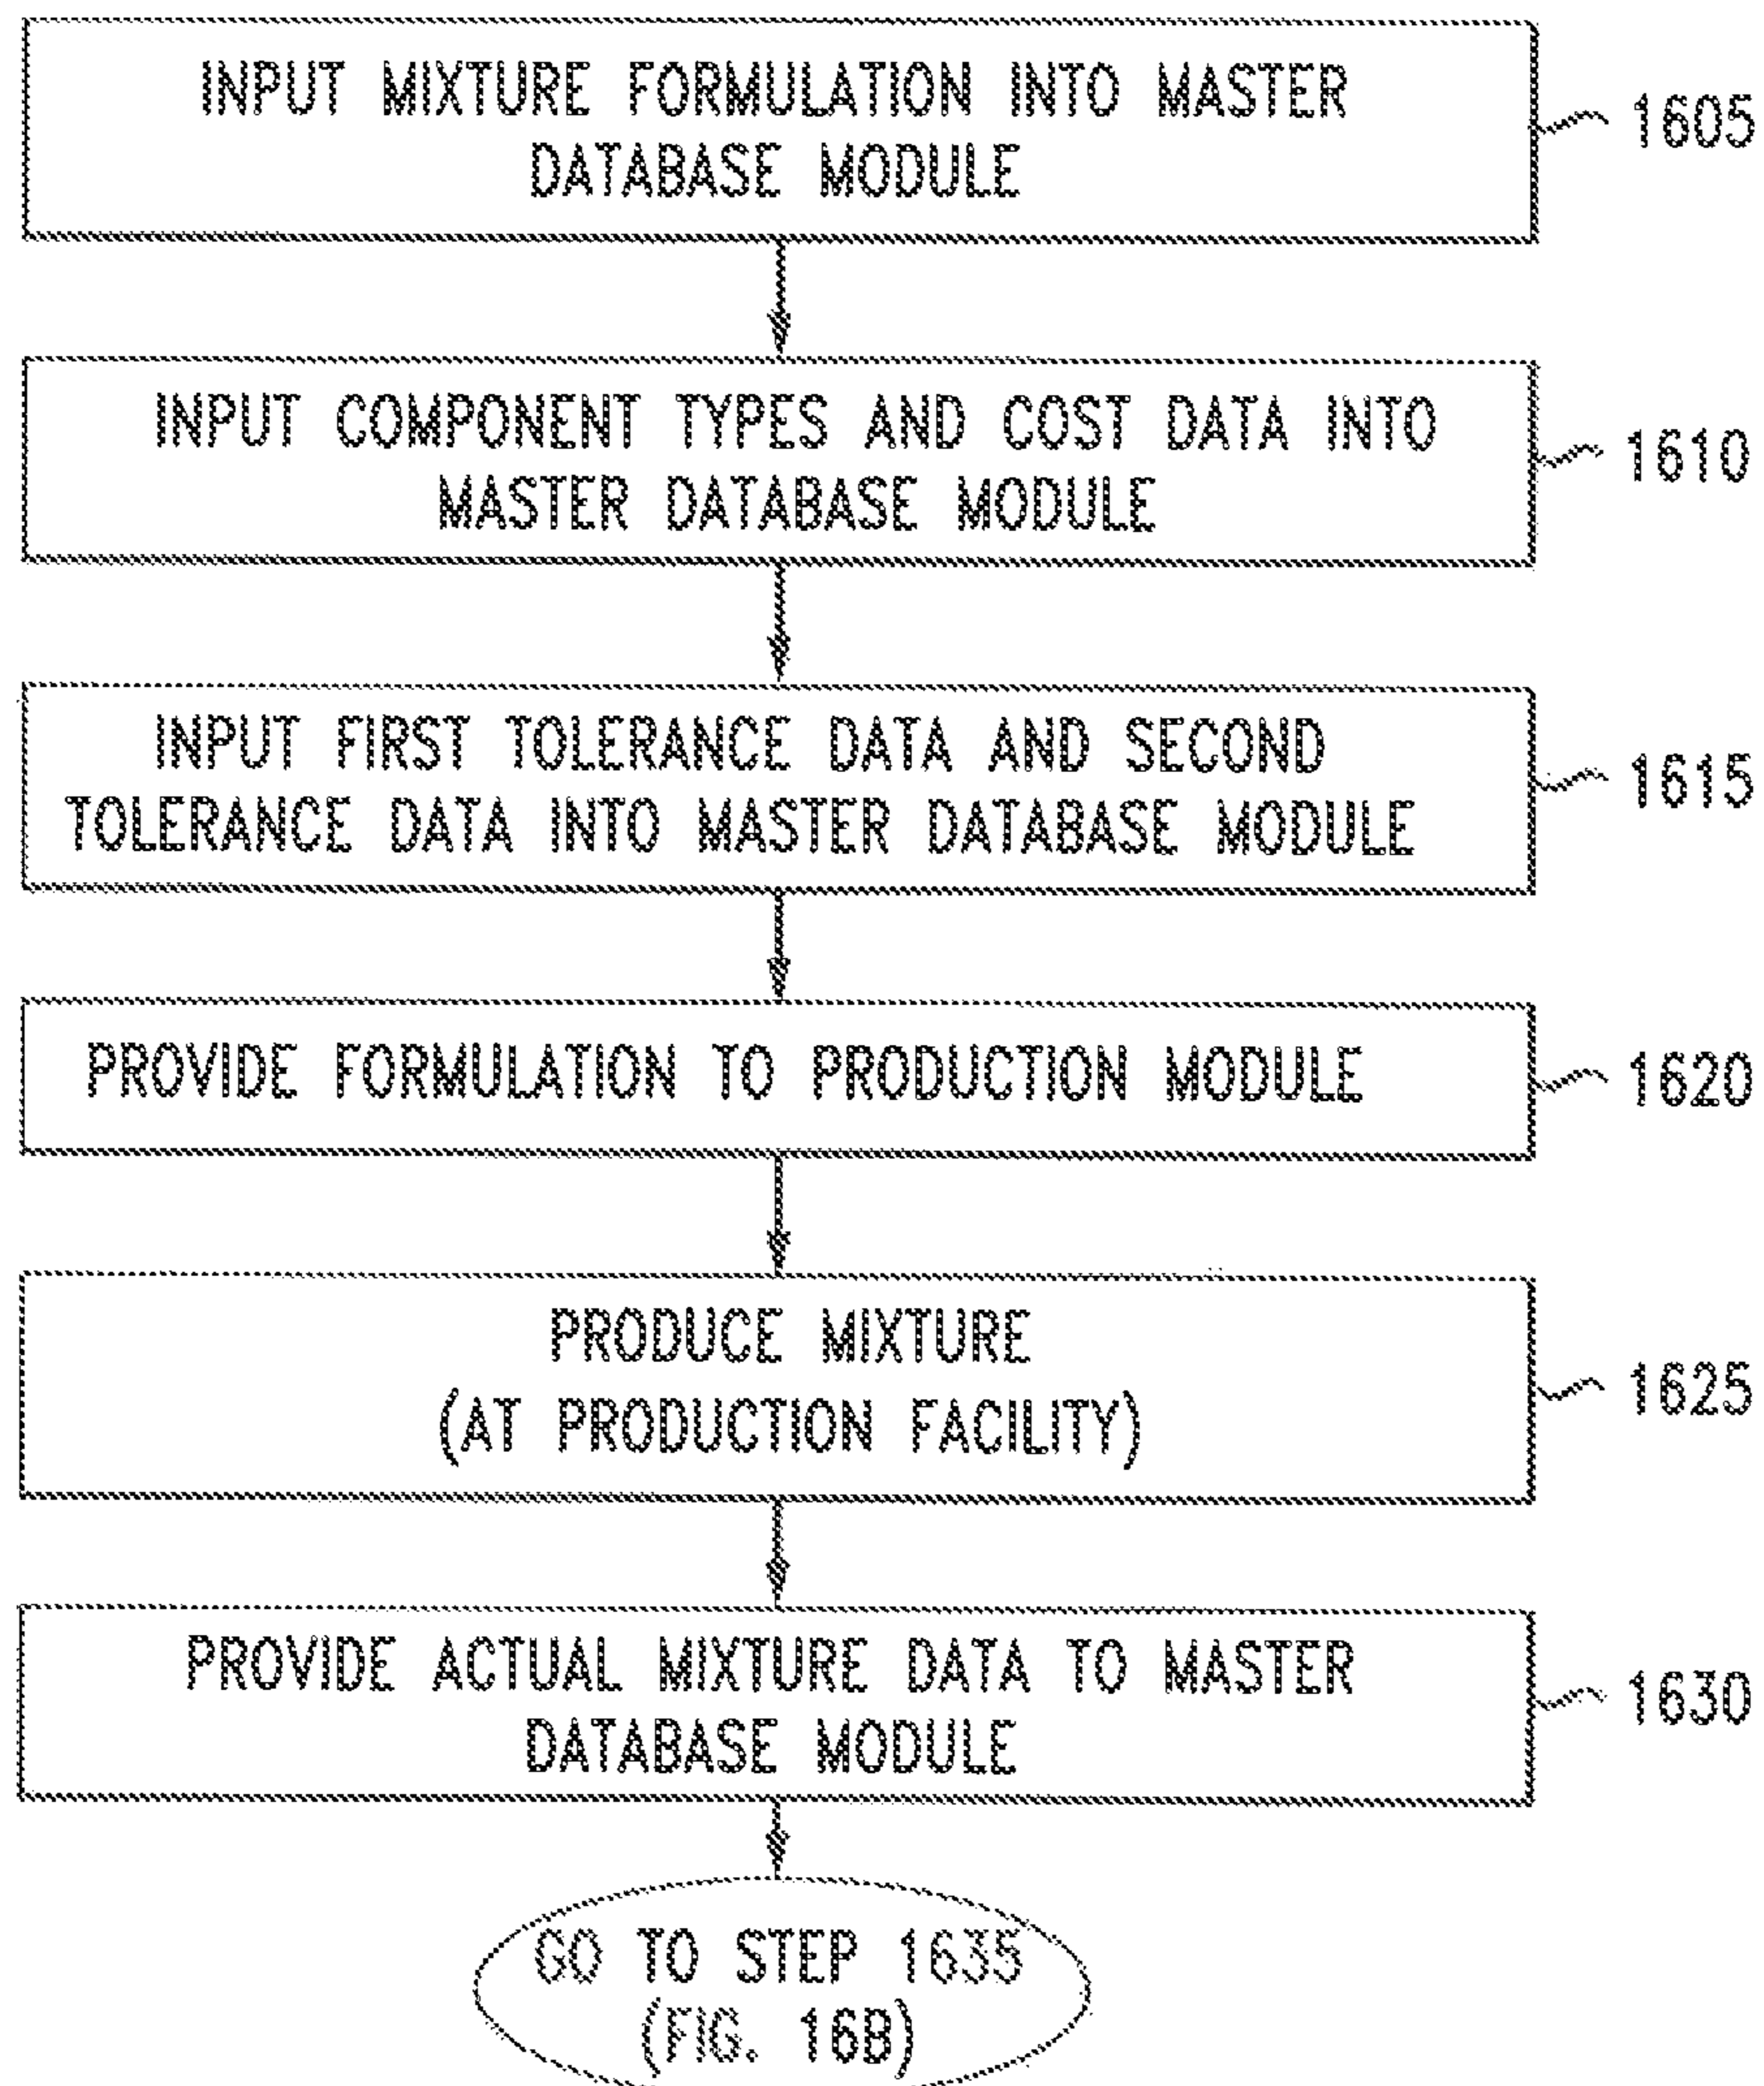 INPUT MIXTURE FORMULATION INTO MASTER
DATABASE MODULE
1605
INPUT COMPONENT TYPES AND COST DATA INTO
MASTER DATABASE MODULE
1610
INPUT FIRST TOLERANCE DATA AND SECOND
TOLERANCE DATA INTO MASTER DATABASE MODULE
1615
PROVIDE FORMULATION TO PRODUCTION MODULE
1620
PRODUCE MIXTURE
(AT PRODUCTION FACILITY)
1625
PROVIDE ACTUAL MIXTURE DATA TO MASTER
DATABASE MODULE
1630
GO TO STEP 1635
(FIG. 16B)